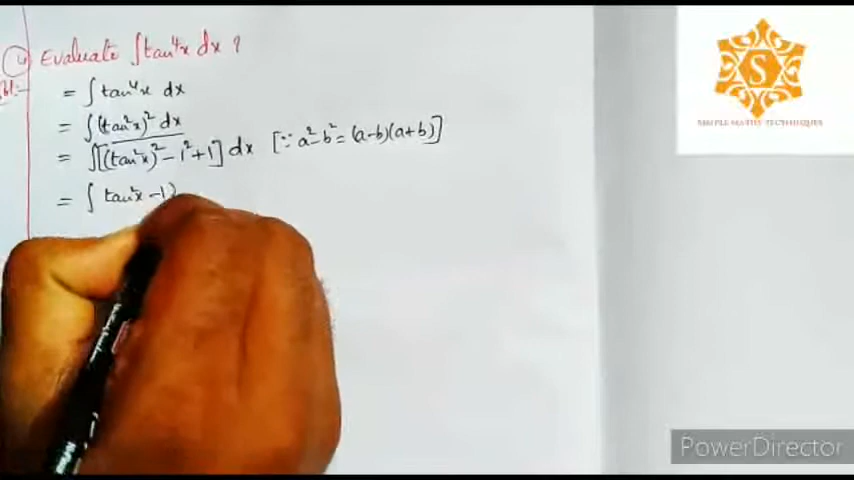 4 Evaluate ∫tan⁴x dx ?
Sol:-
= ∫ tan⁴x dx
= ∫(tan²x)² dx
= ∫[(tan²x)² - 1² + 1] dx [∵ a² - b² = (a-b)(a+b)]
= ∫ tan²x - 1)
S
SIMPLE MATHS TECHNIQUES
PowerDirector